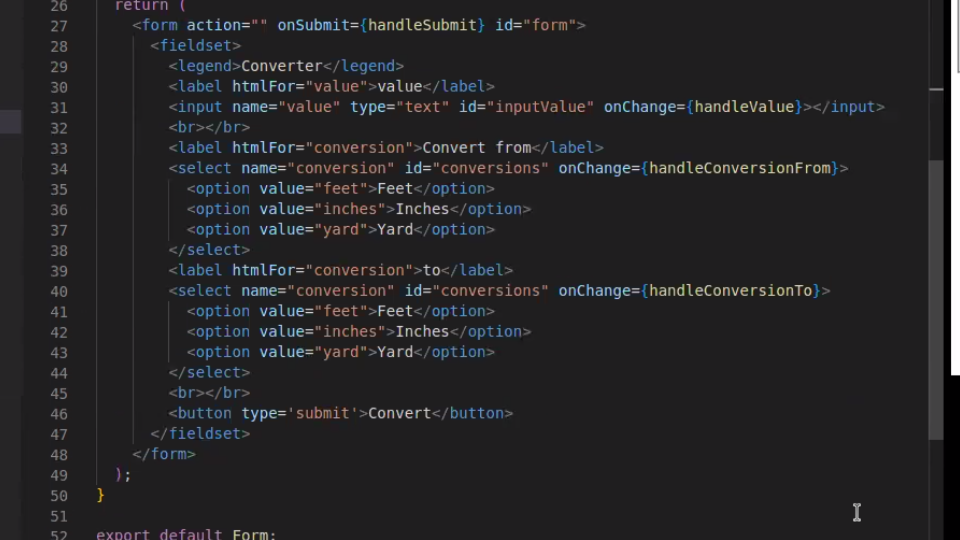 26 return (
27 <form action="" onSubmit={handleSubmit} id="form">
28 <fieldset>
29 <legend>Converter</legend>
30 <label htmlFor="value">value</label>
31 <input name="value" type="text" id="inputValue" onChange={handleValue}></input>
32 <br></br>
33 <label htmlFor="conversion">Convert from</label>
34 <select name="conversion" id="conversions" onChange={handleConversionFrom}>
35 <option value="feet">Feet</option>
36 <option value="inches">Inches</option>
37 <option value="yard">Yard</option>
38 </select>
39 <label htmlFor="conversion">to</label>
40 <select name="conversion" id="conversions" onChange={handleConversionTo}>
41 <option value="feet">Feet</option>
42 <option value="inches">Inches</option>
43 <option value="yard">Yard</option>
44 </select>
45 <br></br>
46 <button type='submit'>Convert</button>
47 </fieldset>
48 </form>
49 );
50 }
51
52 export default Form;